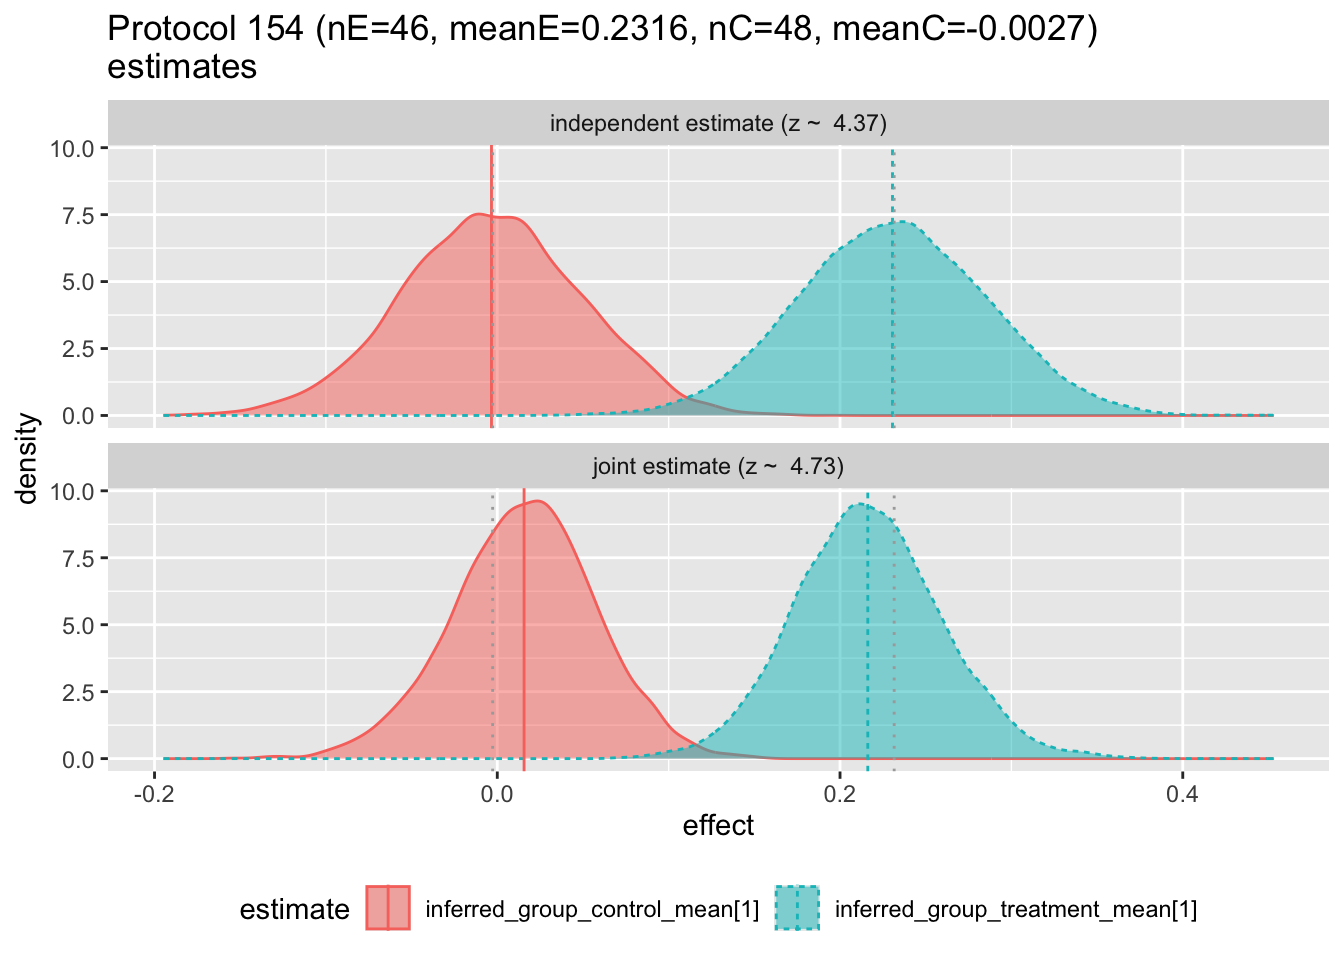 Protocol 154 (nE=46, meanE=0.2316, nC=48, meanC=-0.0027)
estimates
independent estimate (z ~  4.37)
10.0
7.5
5.0
2.5
0.0
density
joint estimate (z ~  4.73)
10.0
7.5
5.0
2.5
0.0
-0.2 0.0 0.2 0.4
effect
estimate inferred_group_control_mean[1] inferred_group_treatment_mean[1]